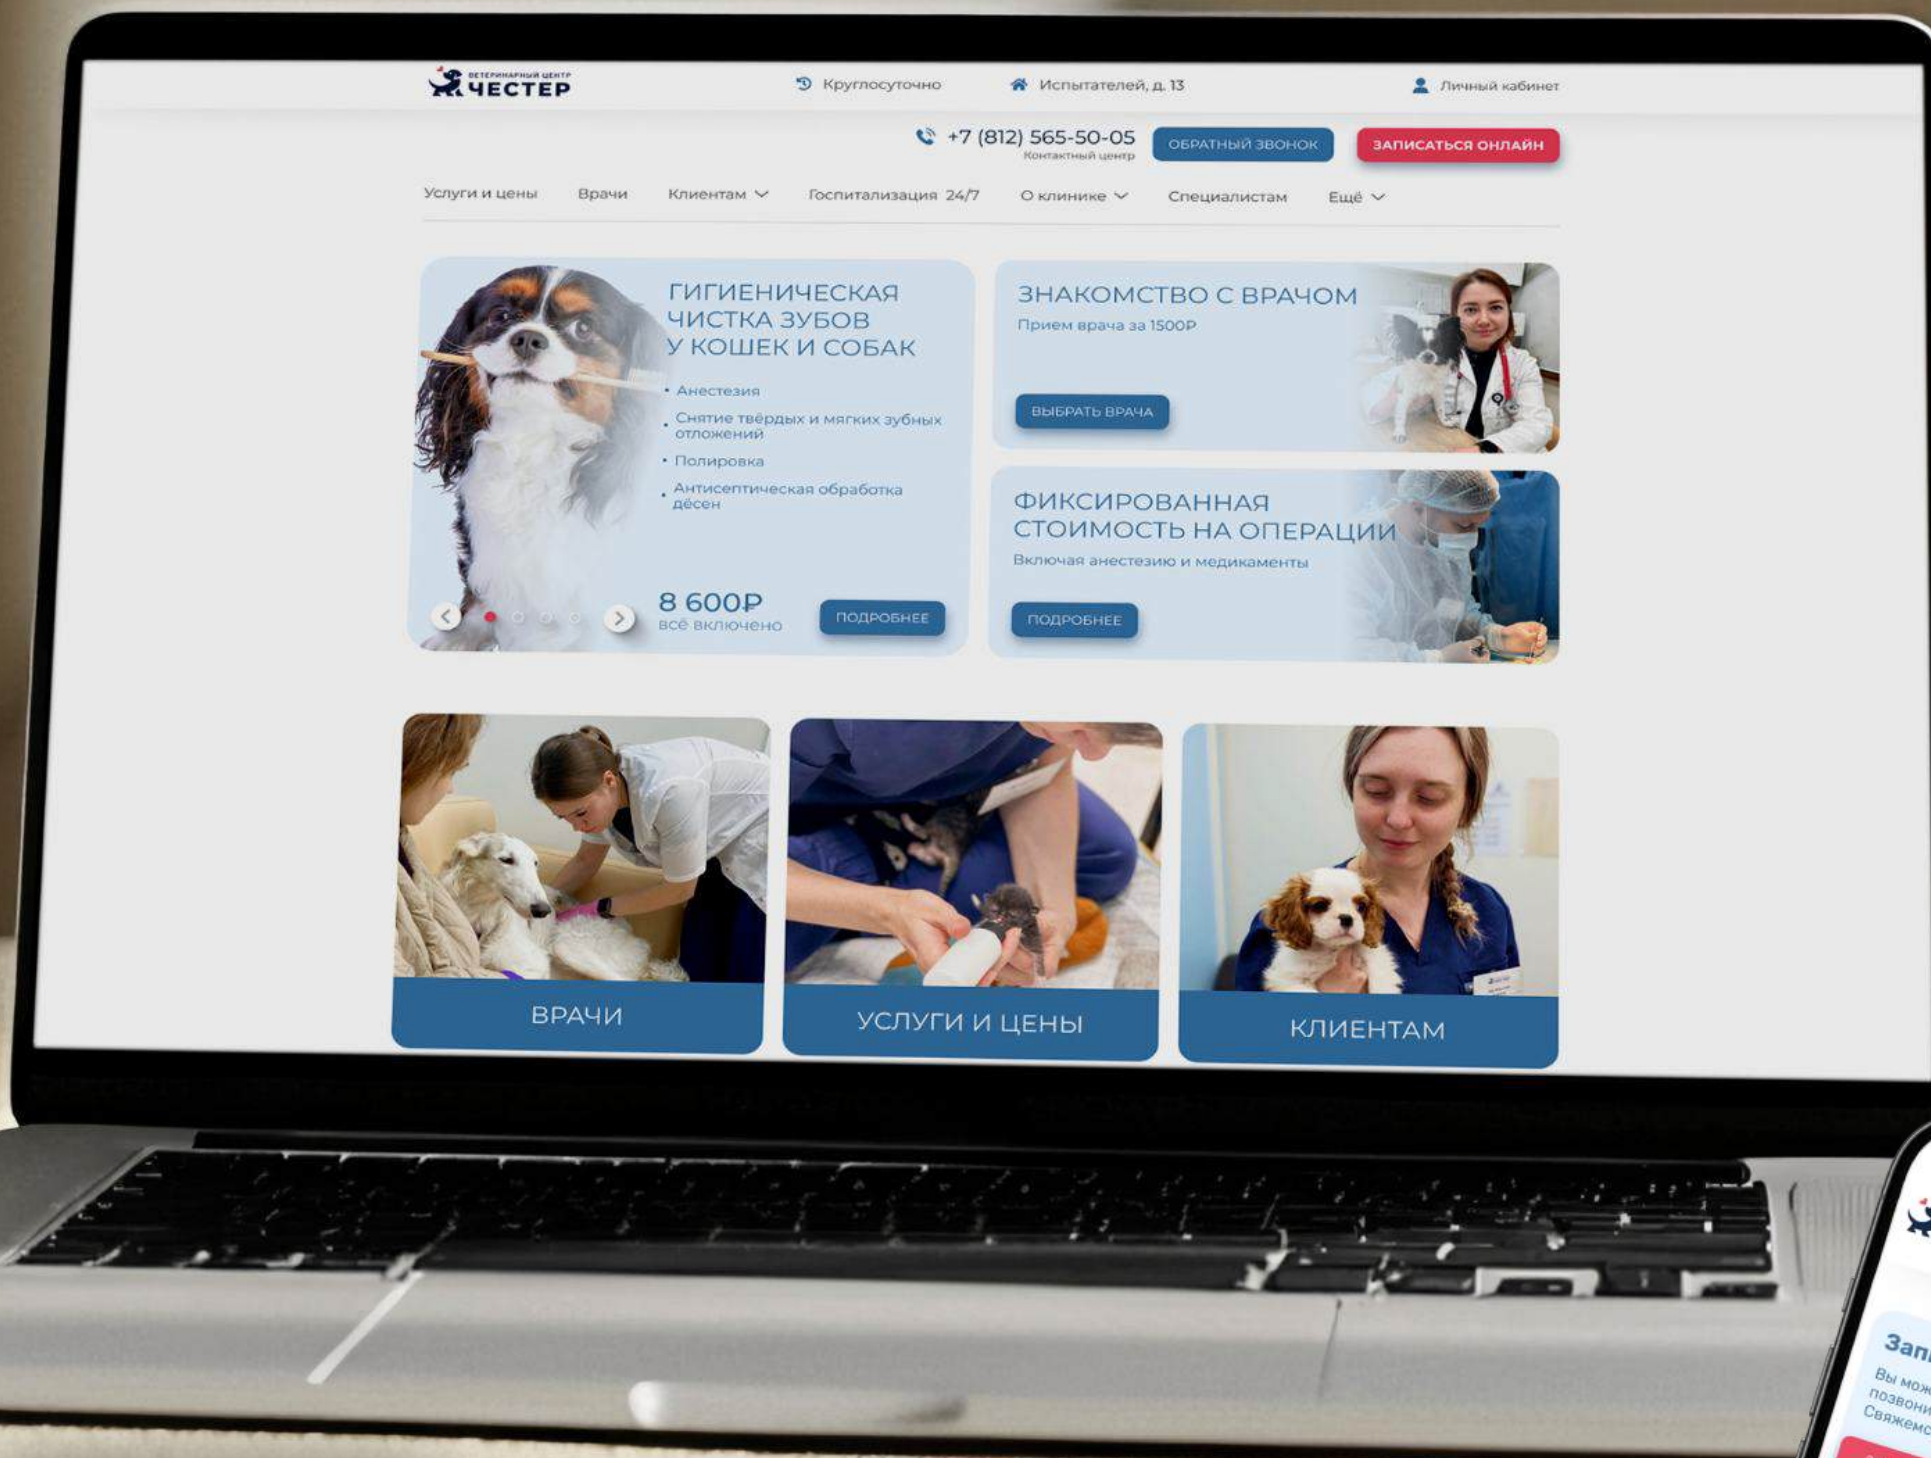 ВЕТЕРИНАРНЫЙ ЦЕНТР
ЧЕСТЕР
Круглосуточно
Испытателей, д. 13
Личный кабинет
+7 (812) 565-50-05
Контактный центр
ОБРАТНЫЙ ЗВОНОК
ЗАПИСАТЬСЯ ОНЛАЙН
Услуги и цены
Врачи
Клиентам
Госпитализация 24/7
О клинике
Специалистам
Ещё
ГИГИЕНИЧЕСКАЯ
ЧИСТКА ЗУБОВ
У КОШЕК И СОБАК
• Анестезия
• Снятие твёрдых и мягких зубных
отложений
• Полировка
• Антисептическая обработка
дёсен
8 600₽
всё включено
ПОДРОБНЕЕ
ЗНАКОМСТВО С ВРАЧОМ
Прием врача за 1500₽
ВЫБРАТЬ ВРАЧА
ФИКСИРОВАННАЯ
СТОИМОСТЬ НА ОПЕРАЦИИ
Включая анестезию и медикаменты
ПОДРОБНЕЕ
ВРАЧИ
УСЛУГИ И ЦЕНЫ
КЛИЕНТАМ
Вы